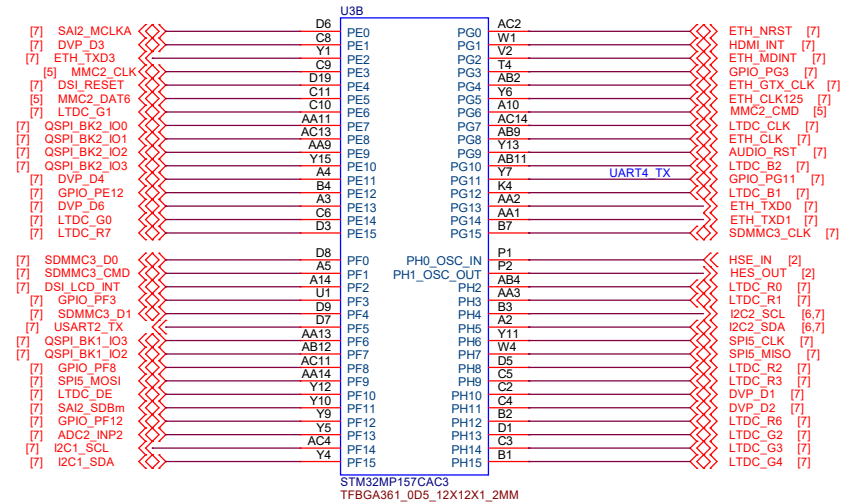 U3B
[7] SAI2_MCLKA D6 PE0 PG0 AC2 ETH_NRST [7]
[7] DVP_D3 C8 PE1 PG1 W1 HDMI_INT [7]
[7] ETH_TXD3 Y1 PE2 PG2 V2 ETH_MDINT [7]
[5] MMC2_CLK C9 PE3 PG3 T4 GPIO_PG3 [7]
[7] DSI_RESET D19 PE4 PG4 AB2 ETH_GTX_CLK [7]
[5] MMC2_DAT6 C11 PE5 PG5 Y6 ETH_CLK125 [7]
[7] LTDC_G1 C10 PE6 PG6 A10 MMC2_CMD [5]
[7] QSPI_BK2_IO0 AA11 PE7 PG7 AC14 LTDC_CLK [7]
[7] QSPI_BK2_IO1 AC13 PE8 PG8 AB9 ETH_CLK [7]
[7] QSPI_BK2_IO2 AA9 PE9 PG9 Y13 AUDIO_RST [7]
[7] QSPI_BK2_IO3 Y15 PE10 PG10 AB11 LTDC_B2 [7]
[7] DVP_D4 A4 PE11 PG11 Y7 UART4_TX GPIO_PG11 [7]
[7] GPIO_PE12 B4 PE12 PG12 K4 LTDC_B1 [7]
[7] DVP_D6 A3 PE13 PG13 AA2 ETH_TXD0 [7]
[7] LTDC_G0 C6 PE14 PG14 AA1 ETH_TXD1 [7]
[7] LTDC_R7 D3 PE15 PG15 B7 SDMMC3_CLK [7]
[7] SDMMC3_D0 D8 PF0 PH0_OSC_IN P1 HSE_IN [2]
[7] SDMMC3_CMD A5 PF1 PH1_OSC_OUT P2 HES_OUT [2]
[7] DSI_LCD_INT A14 PF2 PH2 AB4 LTDC_R0 [7]
[7] GPIO_PF3 U1 PF3 PH3 AA3 LTDC_R1 [7]
[7] SDMMC3_D1 D9 PF4 PH4 B3 I2C2_SCL [6,7]
[7] USART2_TX D7 PF5 PH5 A2 I2C2_SDA [6,7]
[7] QSPI_BK1_IO3 AA13 PF6 PH6 Y11 SPI5_CLK [7]
[7] QSPI_BK1_IO2 AB12 PF7 PH7 W4 SPI5_MISO [7]
[7] GPIO_PF8 AC11 PF8 PH8 D5 LTDC_R2 [7]
[7] SPI5_MOSI AA14 PF9 PH9 C5 LTDC_R3 [7]
[7] LTDC_DE Y12 PF10 PH10 C2 DVP_D1 [7]
[7] SAI2_SDBm Y10 PF11 PH11 C4 DVP_D2 [7]
[7] GPIO_PF12 Y9 PF12 PH12 B2 LTDC_R6 [7]
[7] ADC2_INP2 Y5 PF13 PH13 D1 LTDC_G2 [7]
[7] I2C1_SCL AC4 PF14 PH14 C3 LTDC_G3 [7]
[7] I2C1_SDA Y4 PF15 PH15 B1 LTDC_G4 [7]
STM32MP157CAC3
TFBGA361_0D5_12X12X1_2MM